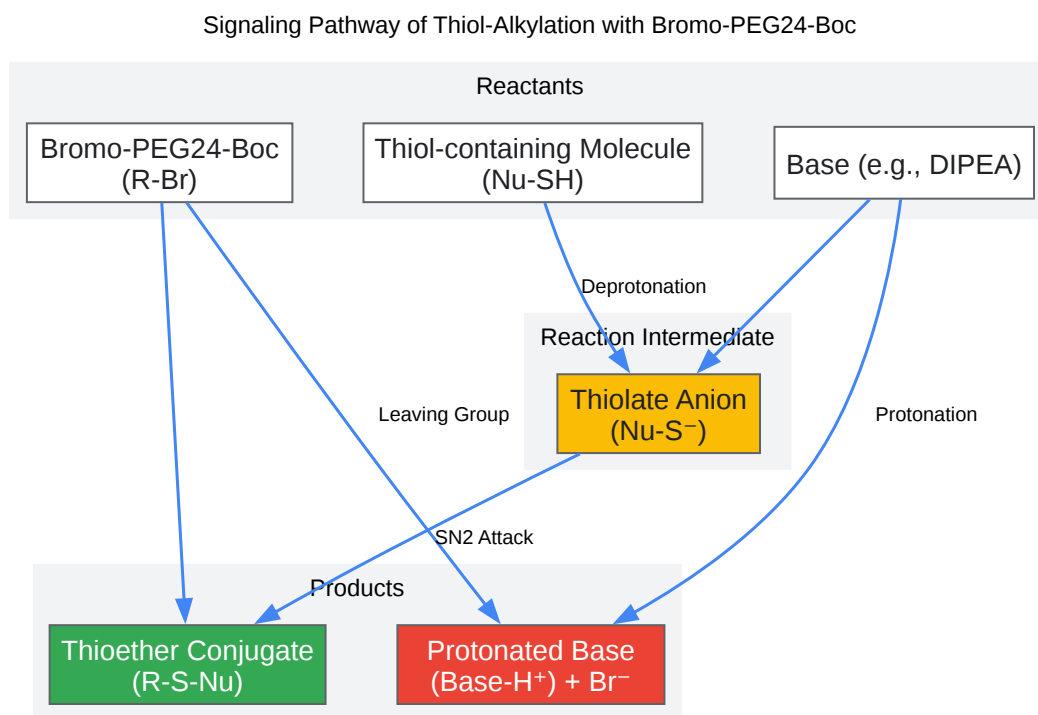 Signaling Pathway of Thiol-Alkylation with Bromo-PEG24-Boc
Reactants
Bromo-PEG24-Boc
(R-Br)
Thiol-containing Molecule
(Nu-SH)
Base (e.g., DIPEA)
Deprotonation
Reaction Intermediate
Thiolate Anion
(Nu-S⁻)
Leaving Group
Protonation
SN2 Attack
Products
Thioether Conjugate
(R-S-Nu)
Protonated Base
(Base-H⁺) + Br⁻